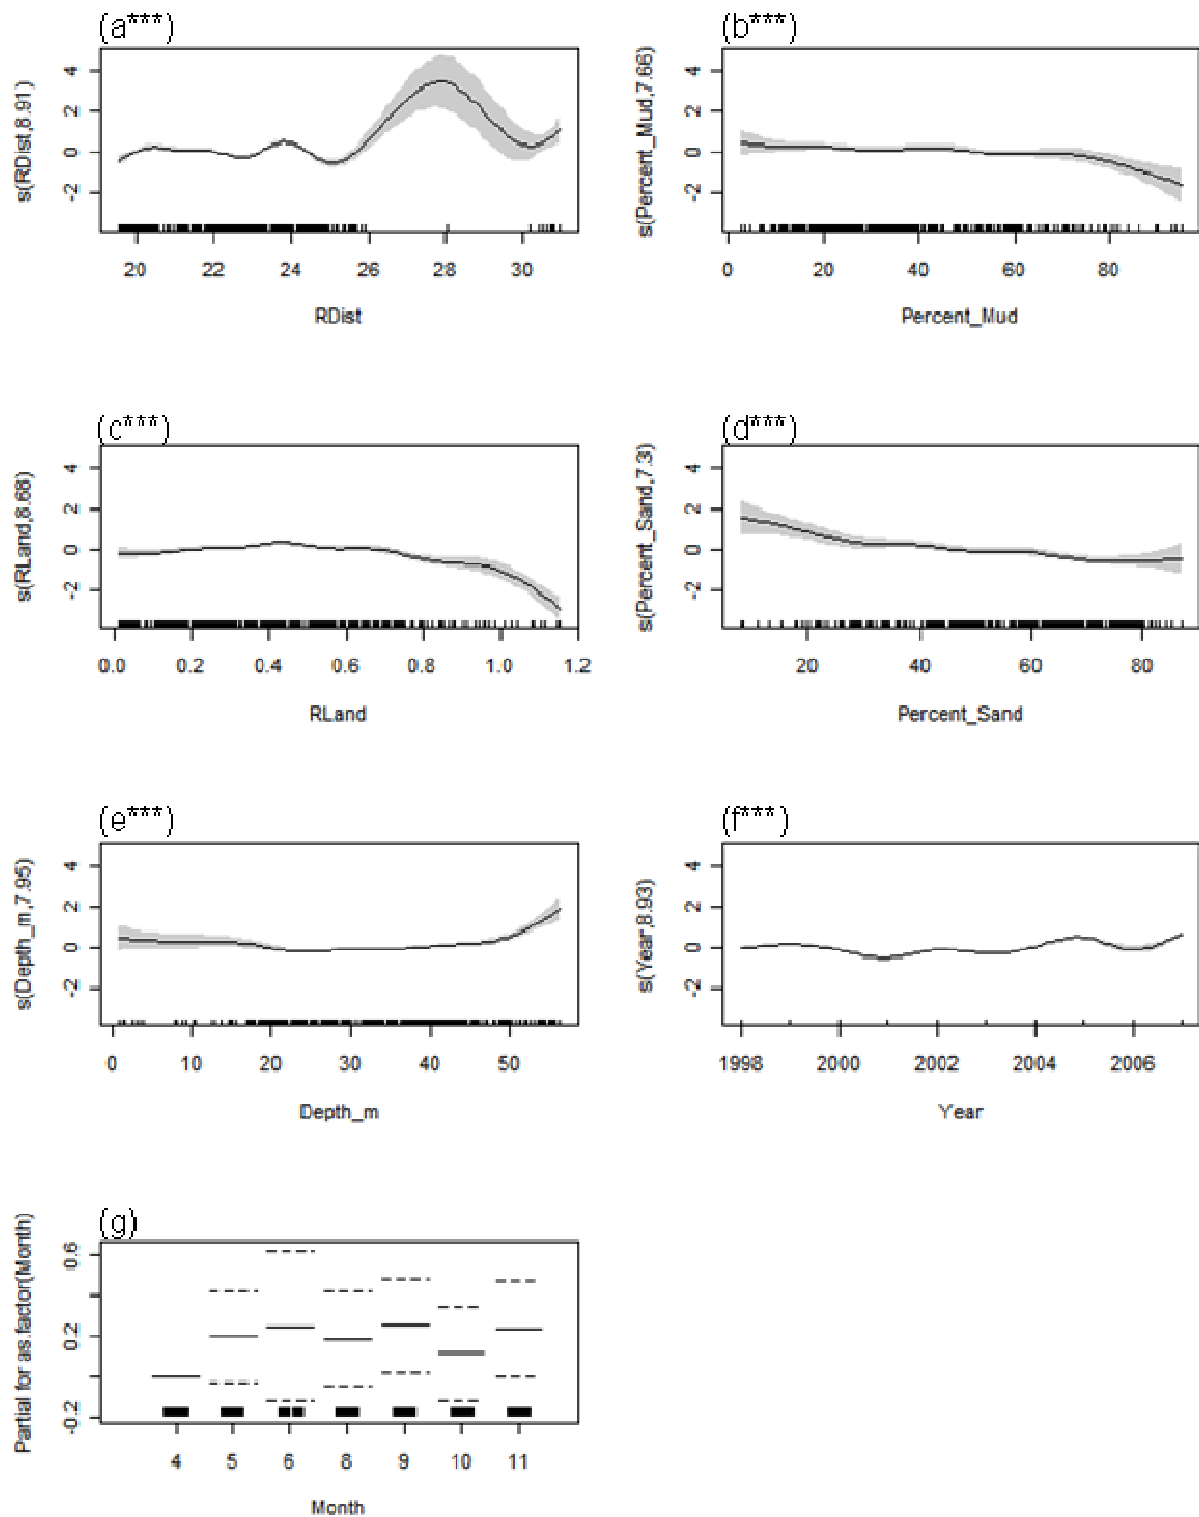 (a***)
s(RDist,8.91)
4
2
0
-2
20 22 24 26 28 30
RDist
(b***)
s(Percent_Mud,7.66)
4
2
0
-2
0 20 40 60 80
Percent_Mud
(c***)
s(RLand,8.68)
4
2
0
-2
0.0 0.2 0.4 0.6 0.8 1.0 1.2
RLand
(d***)
s(Percent_Sand,7.3)
4
2
0
-2
20 40 60 80
Percent_Sand
(e***)
s(Depth_m,7.95)
4
2
0
-2
0 10 20 30 40 50
Depth_m
(f***)
s(Year,8.93)
4
2
0
-2
1998 2000 2002 2004 2006
Year
(g)
Partial for as.factor(Month)
0.6
0.2
-0.2
4 5 6 8 9 10 11
Month